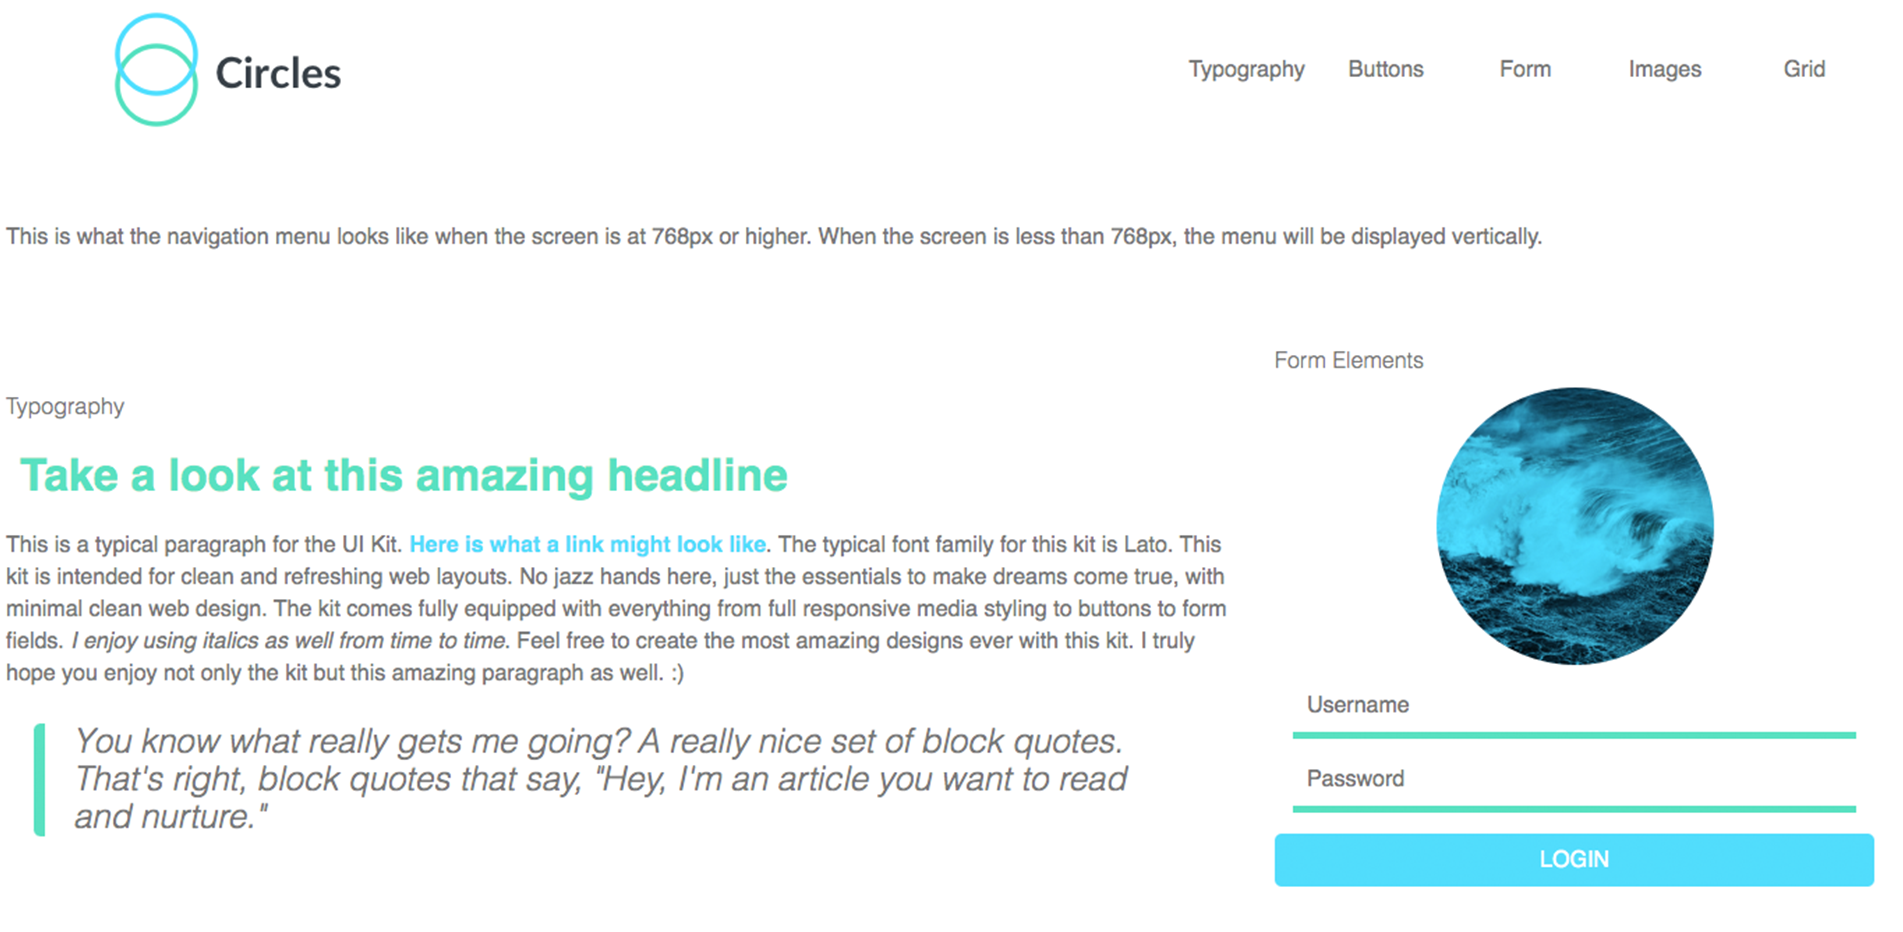 Circles
Typography Buttons Form Images Grid
This is what the navigation menu looks like when the screen is at 768px or higher. When the screen is less than 768px, the menu will be displayed vertically.
Typography
Take a look at this amazing headline
This is a typical paragraph for the UI Kit. Here is what a link might look like. The typical font family for this kit is Lato. This
kit is intended for clean and refreshing web layouts. No jazz hands here, just the essentials to make dreams come true, with
minimal clean web design. The kit comes fully equipped with everything from full responsive media styling to buttons to form
fields. I enjoy using italics as well from time to time. Feel free to create the most amazing designs ever with this kit. I truly
hope you enjoy not only the kit but this amazing paragraph as well. :)
You know what really gets me going? A really nice set of block quotes.
That's right, block quotes that say, "Hey, I'm an article you want to read
and nurture."
Form Elements
Username
Password
LOGIN